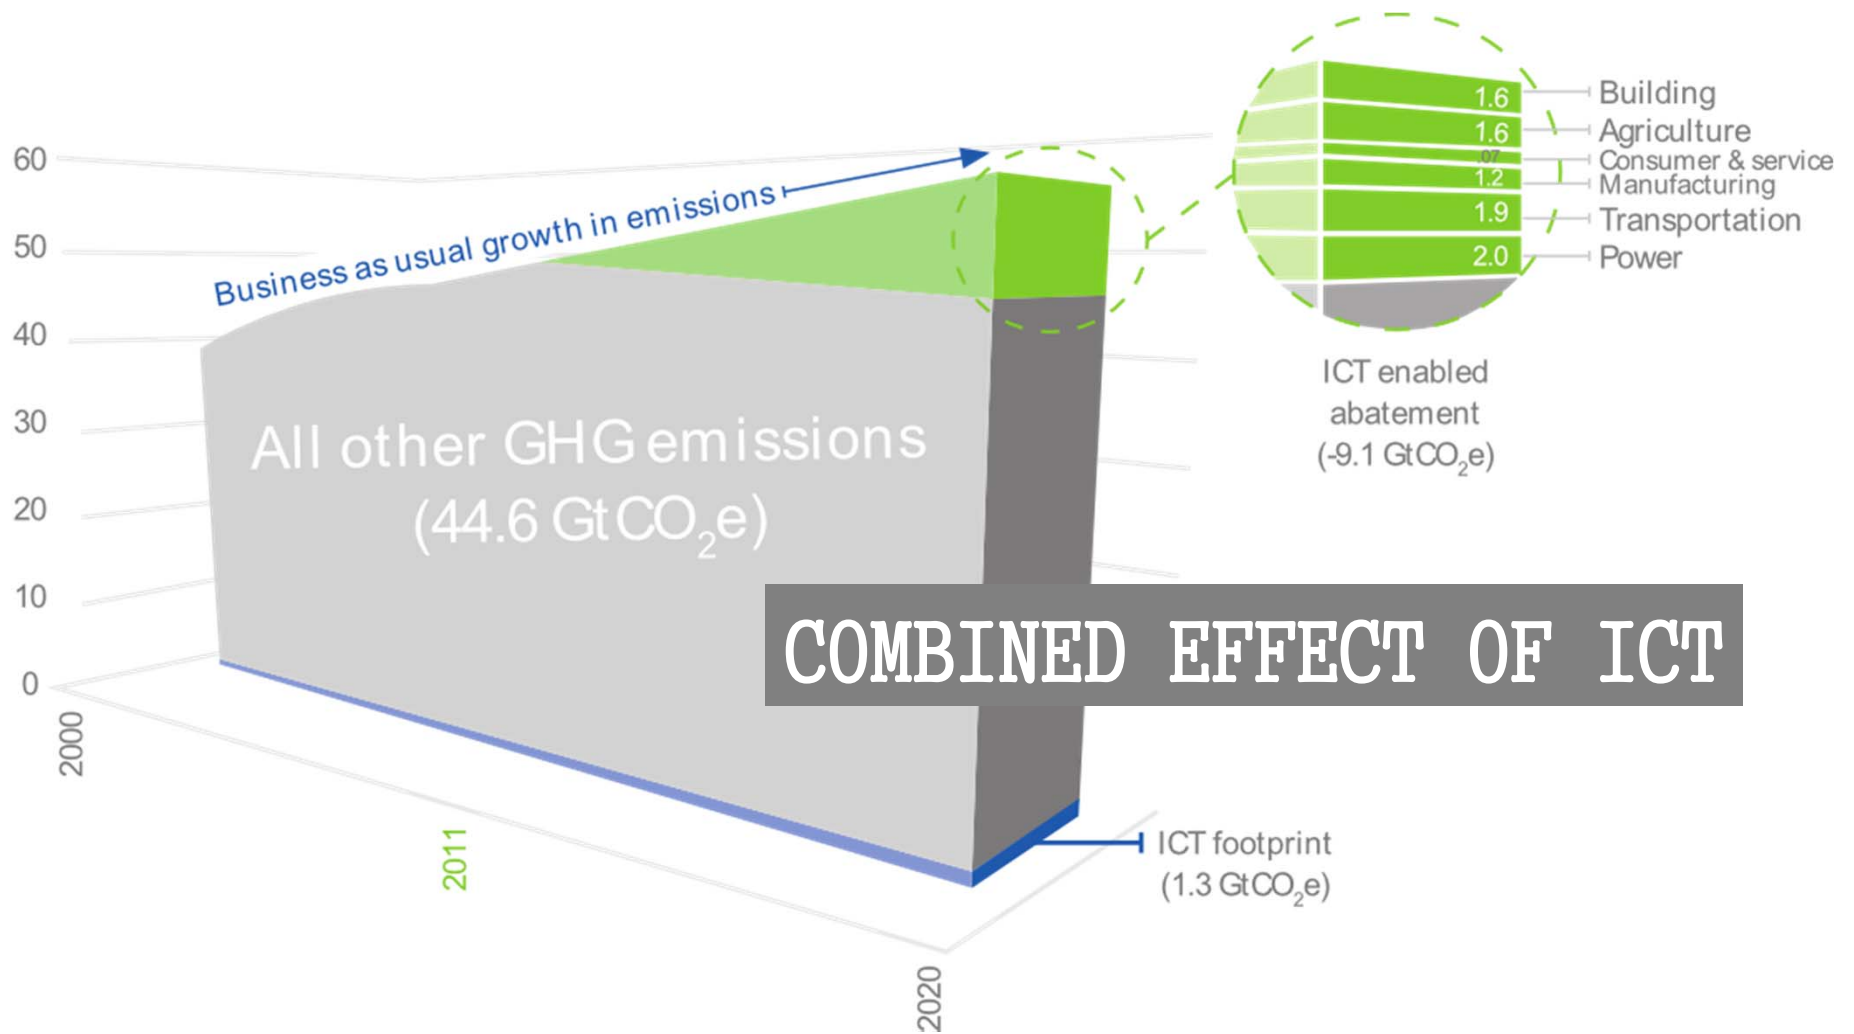 60
50
40
30
20
10
0
2000
2011
2020
Business as usual growth in emissions
All other GHG emissions
(44.6 GtCO₂e)
1.6
1.6
.07
1.2
1.9
2.0
Building
Agriculture
Consumer & service
Manufacturing
Transportation
Power
ICT enabled
abatement
(-9.1 GtCO₂e)
COMBINED EFFECT OF ICT
ICT footprint
(1.3 GtCO₂e)